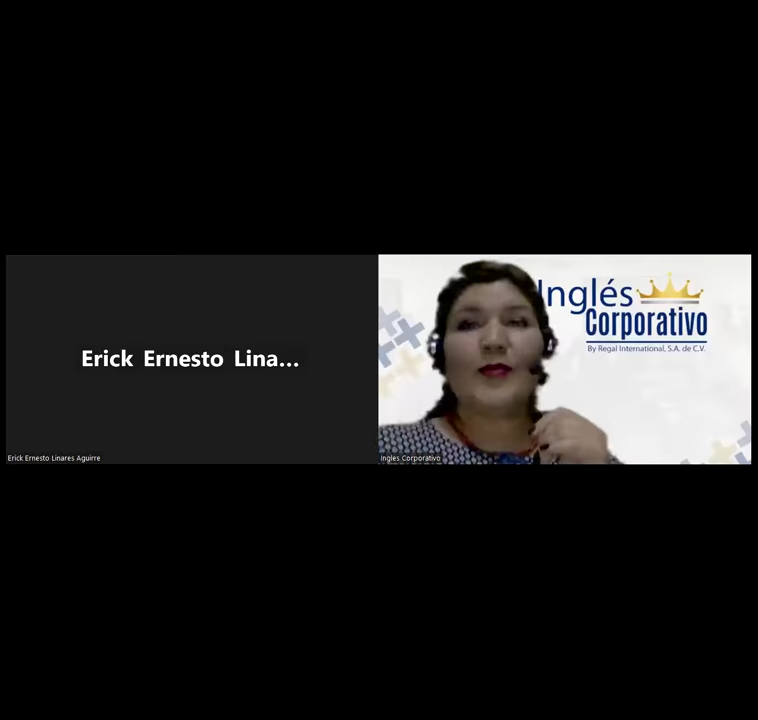 Erick Ernesto Lina...
Erick Ernesto Linares Aguirre
Inglés
Corporativo
By Regal International, S.A. de C.V.
Ingles Corporativo